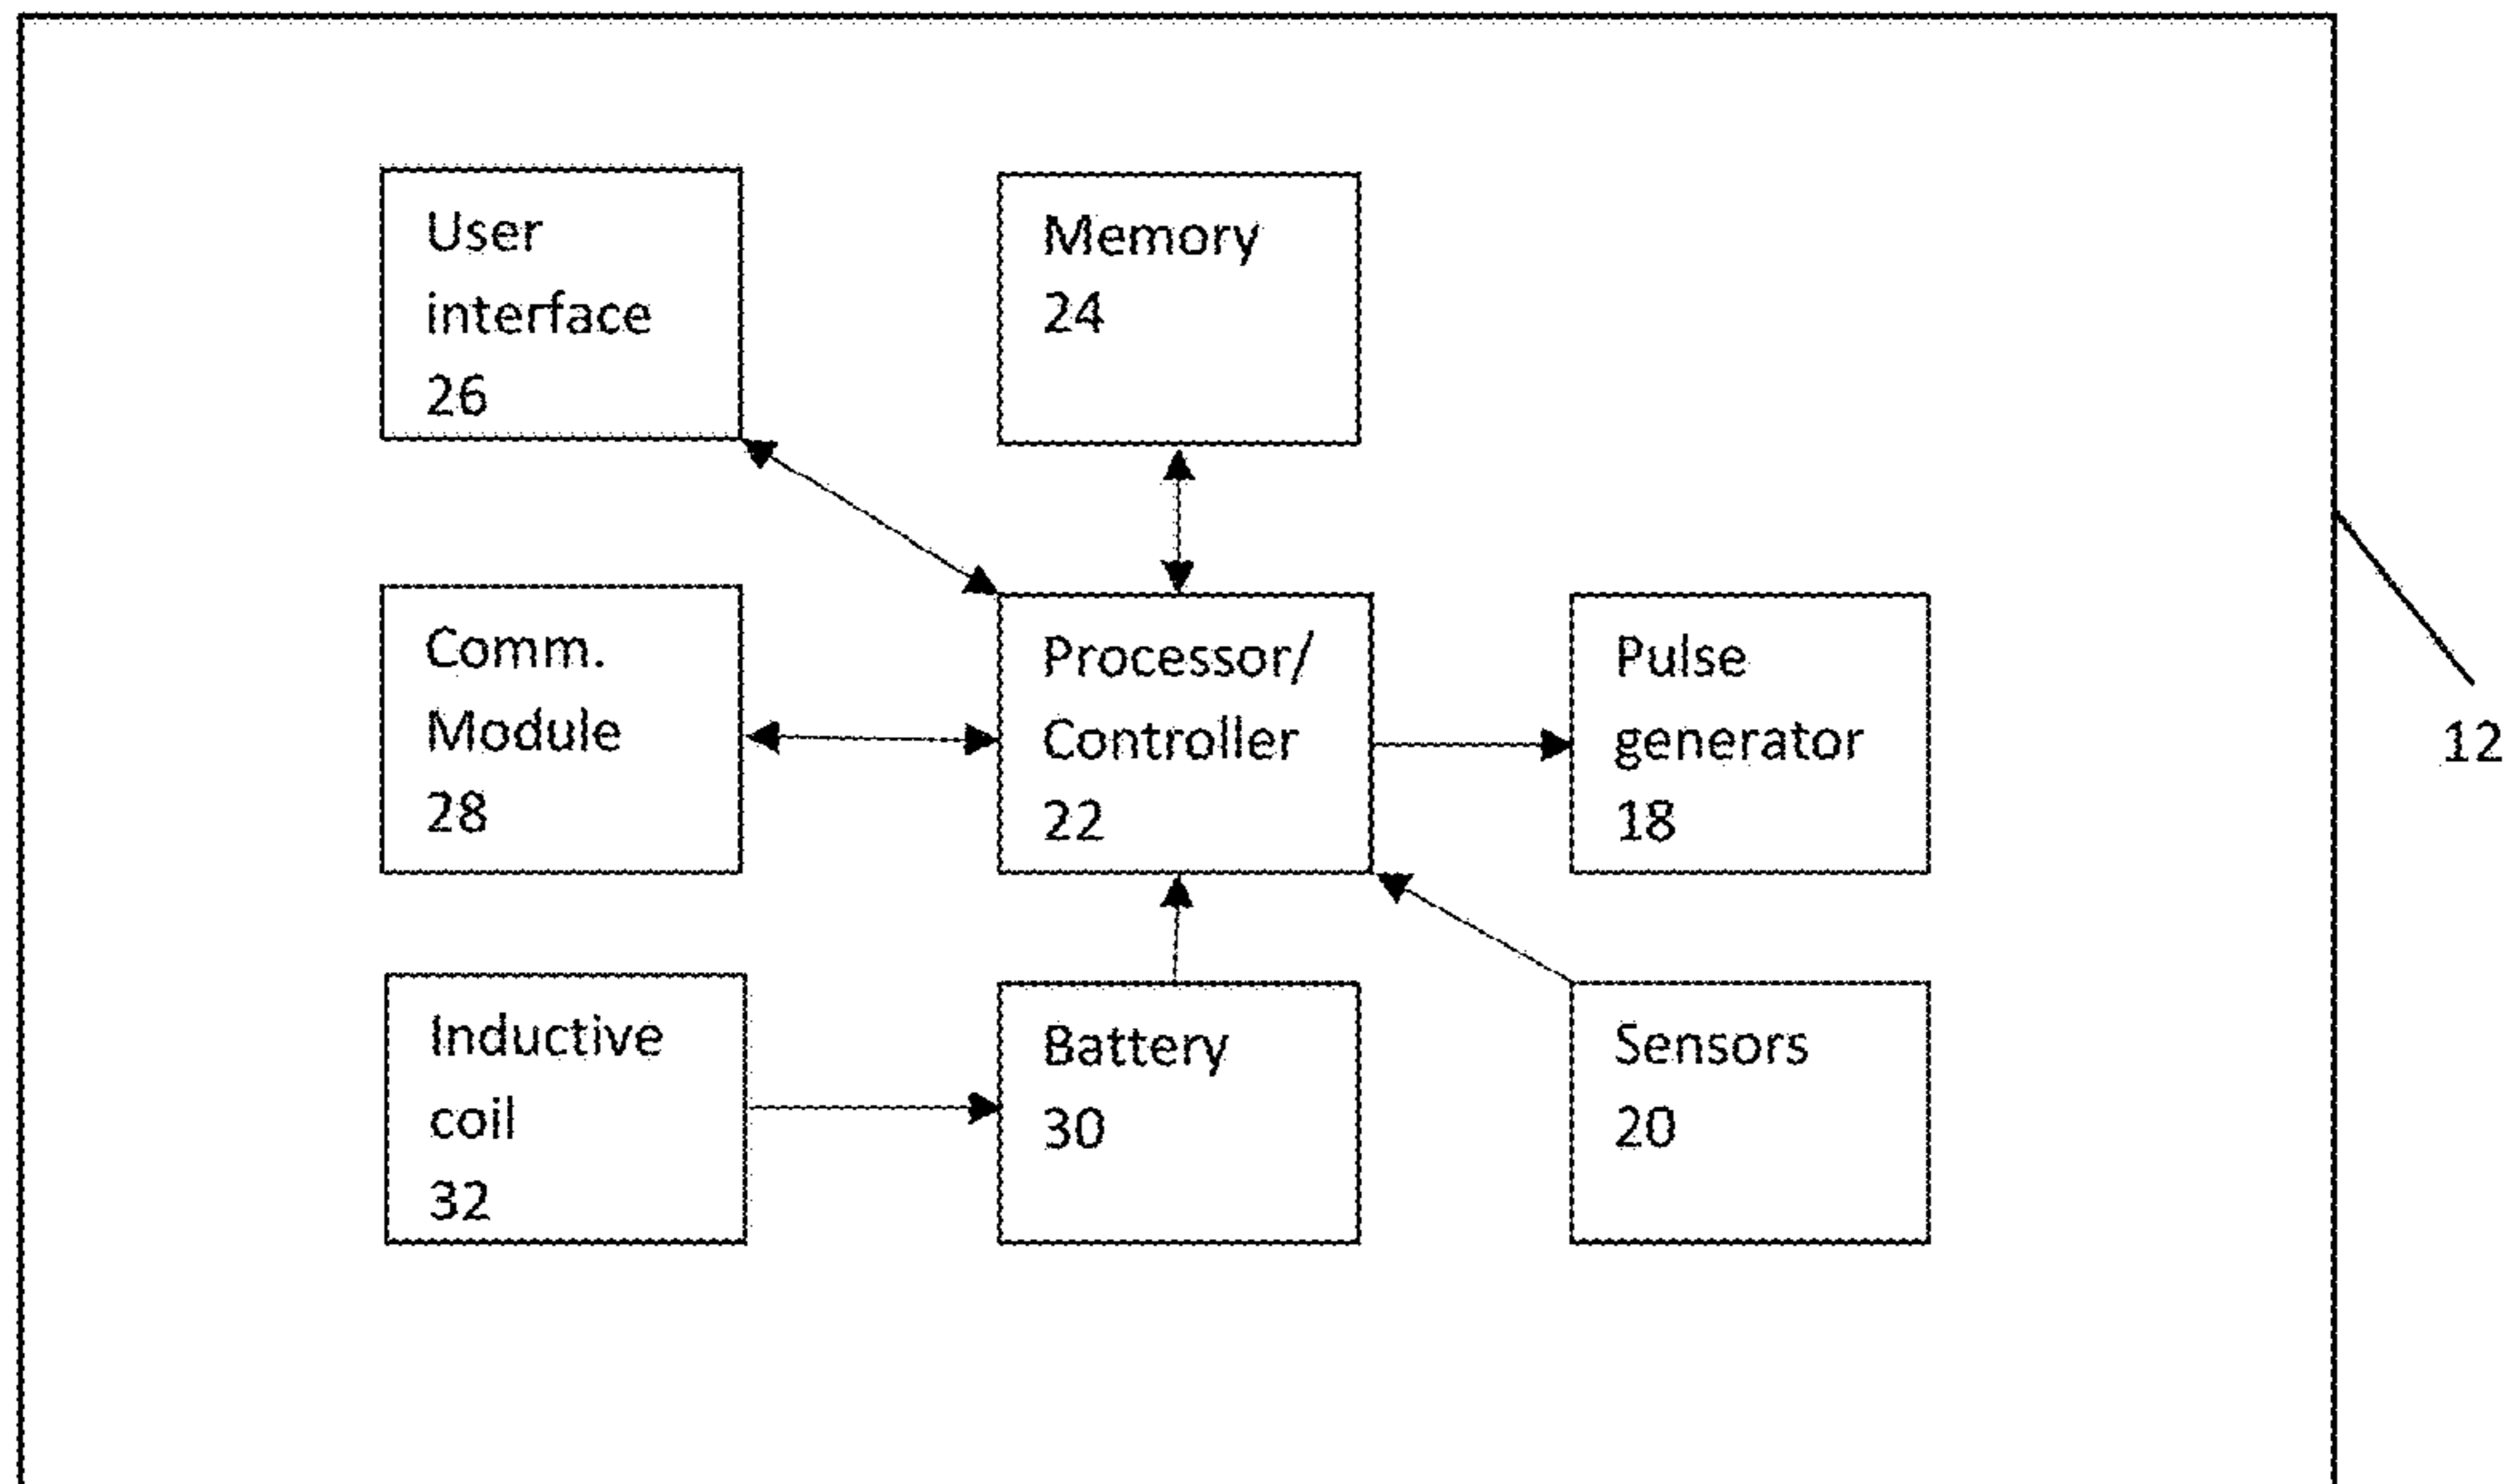 User
interface
26
Memory
24
Comm.
Module
28
Processor/
Controller
22
Pulse
generator
18
12
Inductive
coil
32
Battery
30
Sensors
20